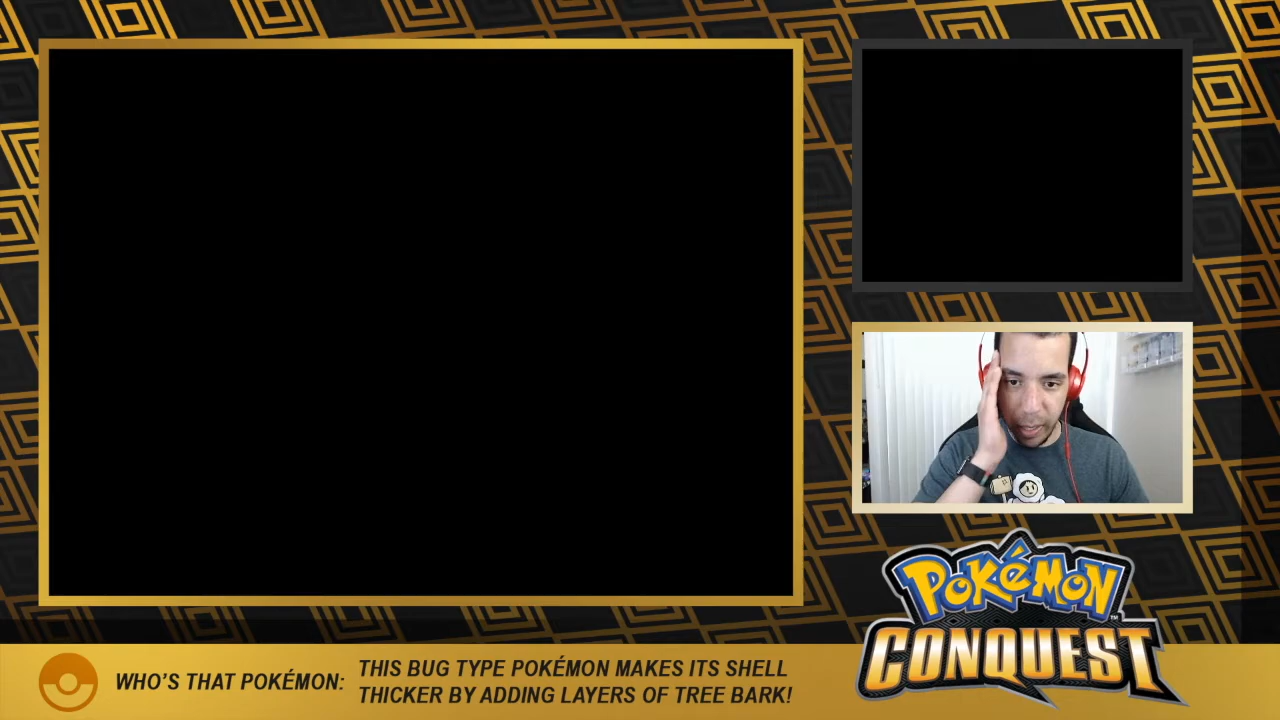 POKéMON
™
CONQUEST
WHO'S THAT POKÉMON:
THIS BUG TYPE POKÉMON MAKES ITS SHELL
THICKER BY ADDING LAYERS OF TREE BARK!